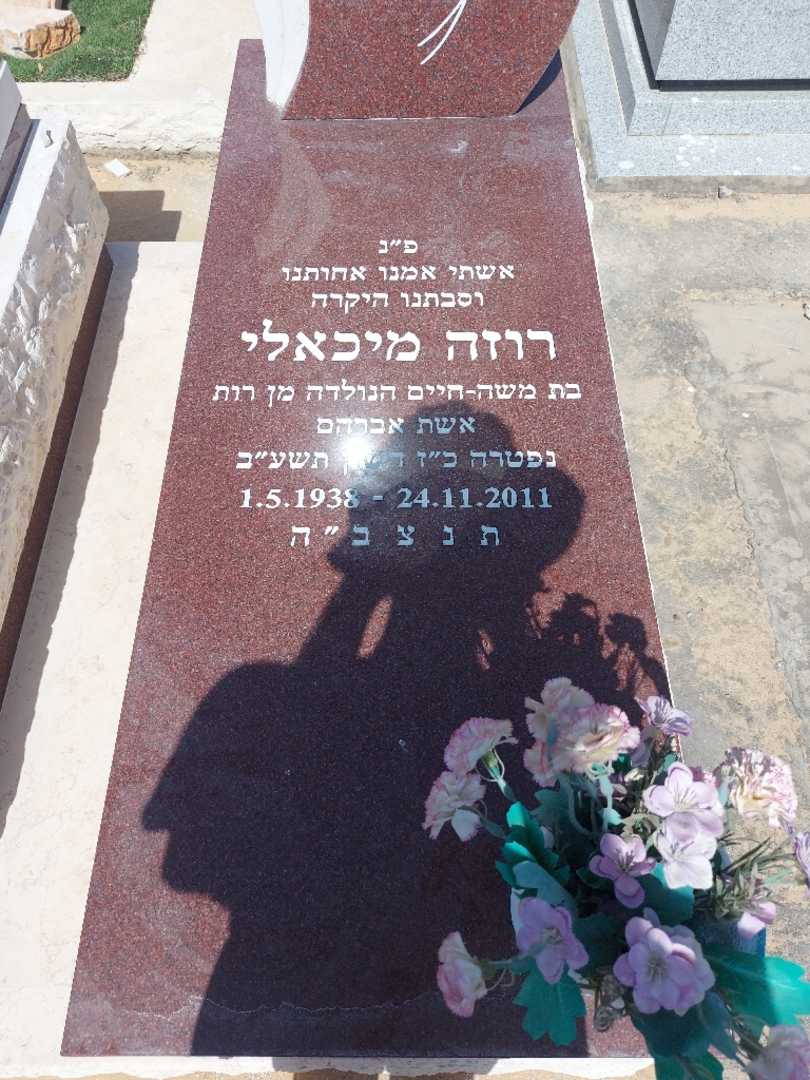 פ״נ
אשתי אמנו אחותנו
וסבתנו היקרה
רוזה מיכאלי
בת משה-חיים הנולדה מן רות
אשת אברהם
נפטרה כ״ז חשון תשע״ב
1.5.1938 - 24.11.2011
ת נ צ ב ״ ה